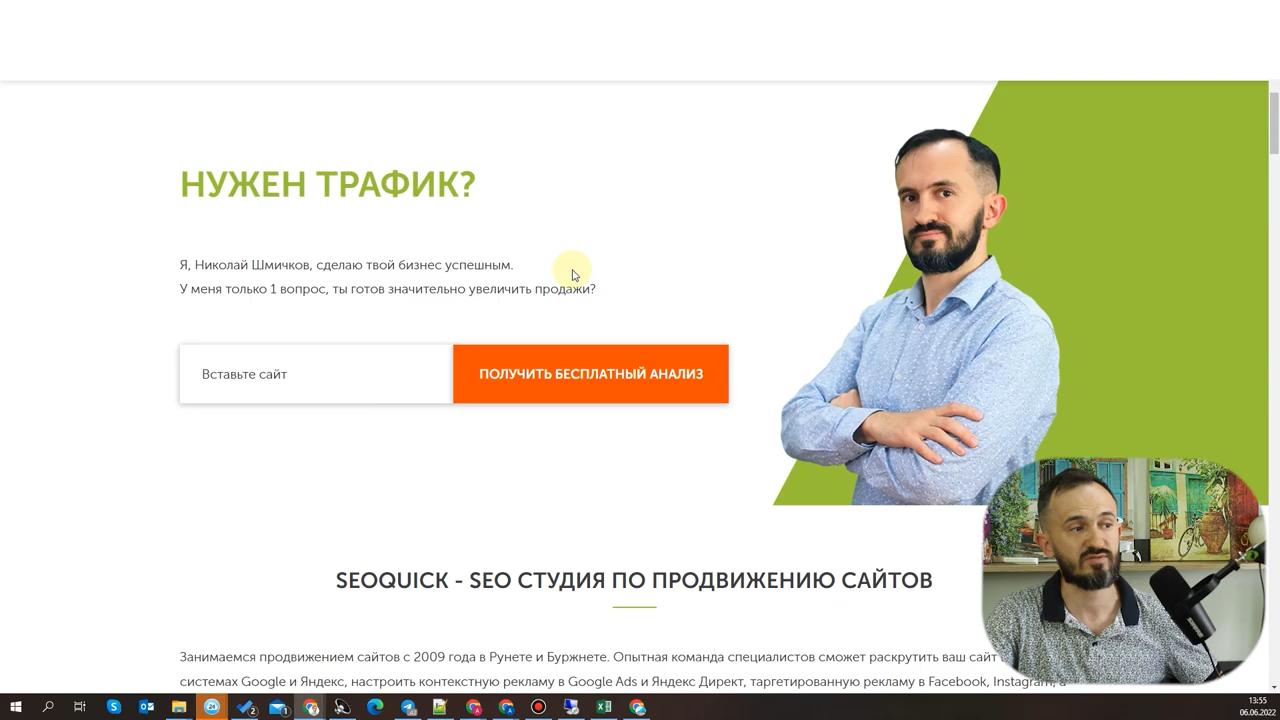 НУЖЕН ТРАФИК?
Я, Николай Шмичков, сделаю твой бизнес успешным.
У меня только 1 вопрос, ты готов значительно увеличить продажи?
Вставьте сайт
ПОЛУЧИТЬ БЕСПЛАТНЫЙ АНАЛИЗ
SEOQUICK - SEO СТУДИЯ ПО ПРОДВИЖЕНИЮ САЙТОВ
Занимаемся продвижением сайтов с 2009 года в Рунете и Буржнете. Опытная команда специалистов сможет раскрутить ваш сайт
системах Google и Яндекс, настроить контекстную рекламу в Google Ads и Яндекс Директ, таргетированную рекламу в Facebook, Instagram, а
24
2
1
13:55
06.06.2022